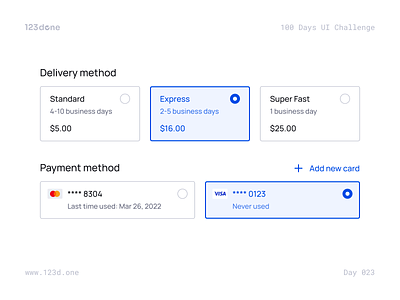 123done
100 Days UI Challenge
Delivery method
Standard
4-10 business days
$5.00
Express
2-5 business days
$16.00
Super Fast
1 business day
$25.00
Payment method
Add new card
**** 8304
Last time used: Mar 26, 2022
VISA
**** 0123
Never used
www.123d.one
Day 023